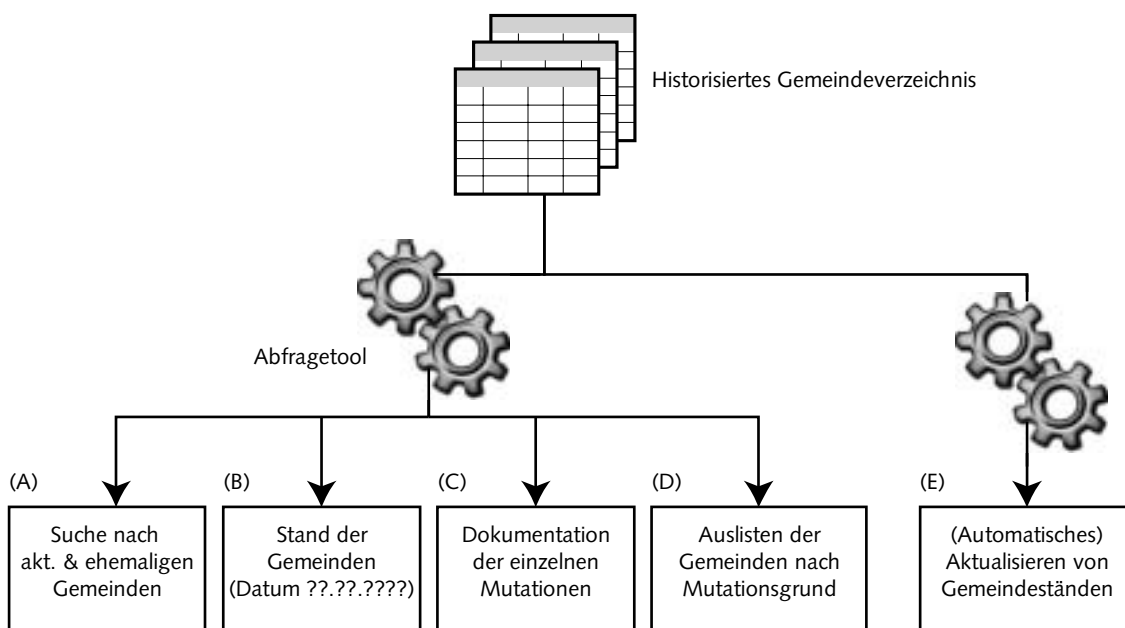 Historisiertes Gemeindeverzeichnis
Abfragetool
(A)
Suche nach
akt. & ehemaligen
Gemeinden
(B)
Stand der
Gemeinden
(Datum ??.??.????)
(C)
Dokumentation
der einzelnen
Mutationen
(D)
Auslisten der
Gemeinden nach
Mutationsgrund
(E)
(Automatisches)
Aktualisieren von
Gemeindeständen